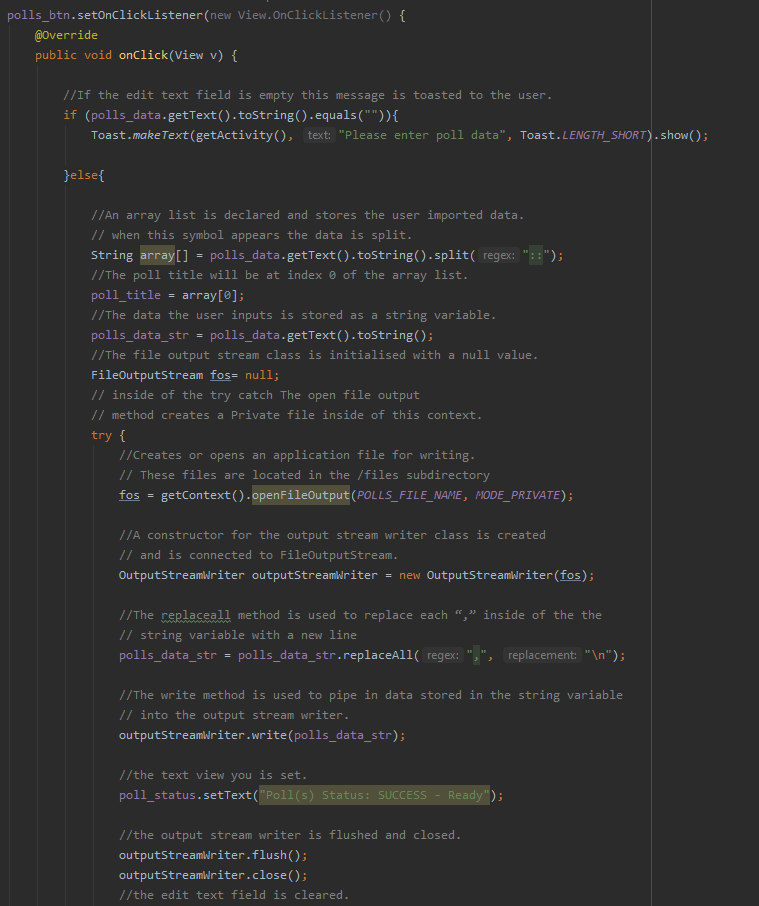 polls_btn.setOnClickListener(new View.OnClickListener() {
@Override
public void onClick(View v) {
//If the edit text field is empty this message is toasted to the user.
if (polls_data.getText().toString().equals("")){
Toast.makeText(getActivity(), text: "Please enter poll data", Toast.LENGTH_SHORT).show();
}else{
//An array list is declared and stores the user imported data.
// when this symbol appears the data is split.
String array[] = polls_data.getText().toString().split( regex: "::");
//The poll title will be at index 0 of the array list.
poll_title = array[0];
//The data the user inputs is stored as a string variable.
polls_data_str = polls_data.getText().toString();
//The file output stream class is initialised with a null value.
FileOutputStream fos= null;
// inside of the try catch The open file output
// method creates a Private file inside of this context.
try {
//Creates or opens an application file for writing.
// These files are located in the /files subdirectory
fos = getContext().openFileOutput(POLLS_FILE_NAME, MODE_PRIVATE);
//A constructor for the output stream writer class is created
// and is connected to FileOutputStream.
OutputStreamWriter outputStreamWriter = new OutputStreamWriter(fos);
//The replaceall method is used to replace each “,” inside of the the
// string variable with a new line
polls_data_str = polls_data_str.replaceAll( regex: ",", replacement: "\n");
//The write method is used to pipe in data stored in the string variable
// into the output stream writer.
outputStreamWriter.write(polls_data_str);
//the text view you is set.
poll_status.setText("Poll(s) Status: SUCCESS - Ready");
//the output stream writer is flushed and closed.
outputStreamWriter.flush();
outputStreamWriter.close();
//the edit text field is cleared.